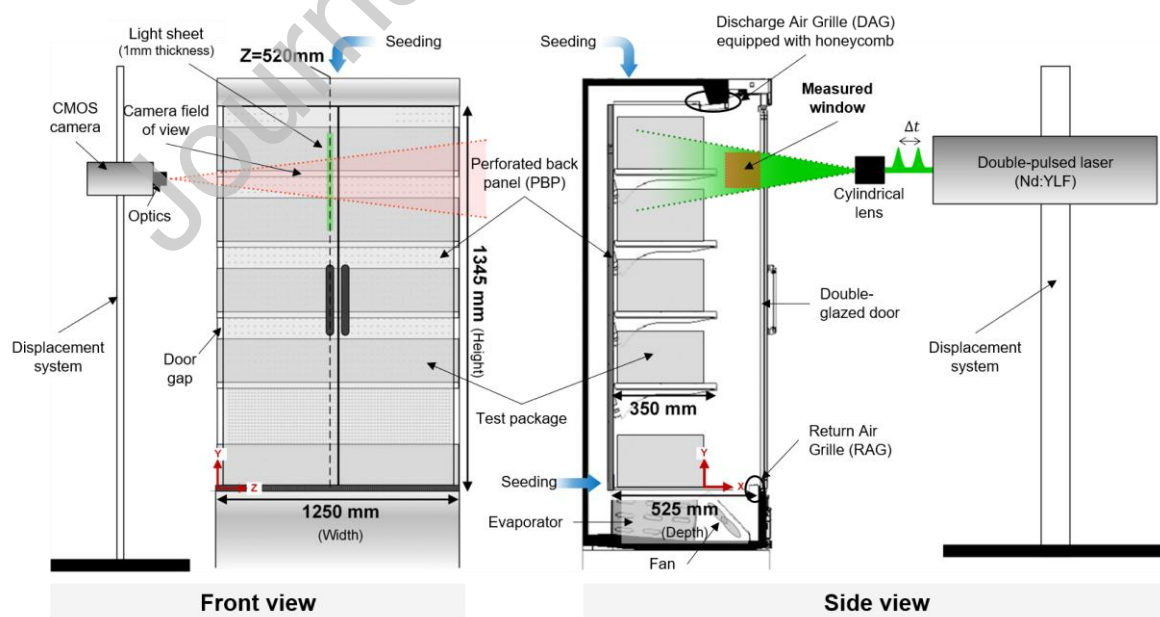 Journ
Light sheet
(1mm thickness)
Z=520mm
Seeding
CMOS
camera
Camera field
of view
Optics
Perforated back
panel (PBP)
1345 mm (Height)
Displacement
system
Door
gap
Test package
Y
Z
1250 mm
(Width)
Front view
Seeding
Discharge Air Grille (DAG)
equipped with honeycomb
Measured
window
Δt
Double-pulsed laser
(Nd:YLF)
Cylindrical
lens
Double-
glazed door
Displacement
system
350 mm
Return Air
Grille (RAG)
Y
X
Seeding
525 mm
(Depth)
Evaporator
Fan
Side view